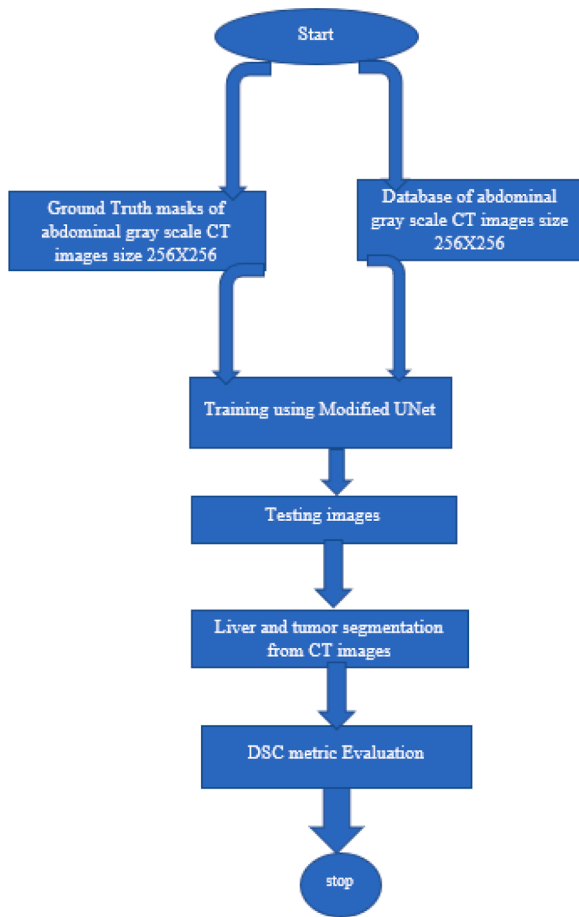 Start
Ground Truth masks of
abdominal gray scale CT
images size 256X256
Database of abdominal
gray scale CT images size
256X256
Training using Modified UNet
Testing images
Liver and tumor segmentation
from CT images
DSC metric Evaluation
stop